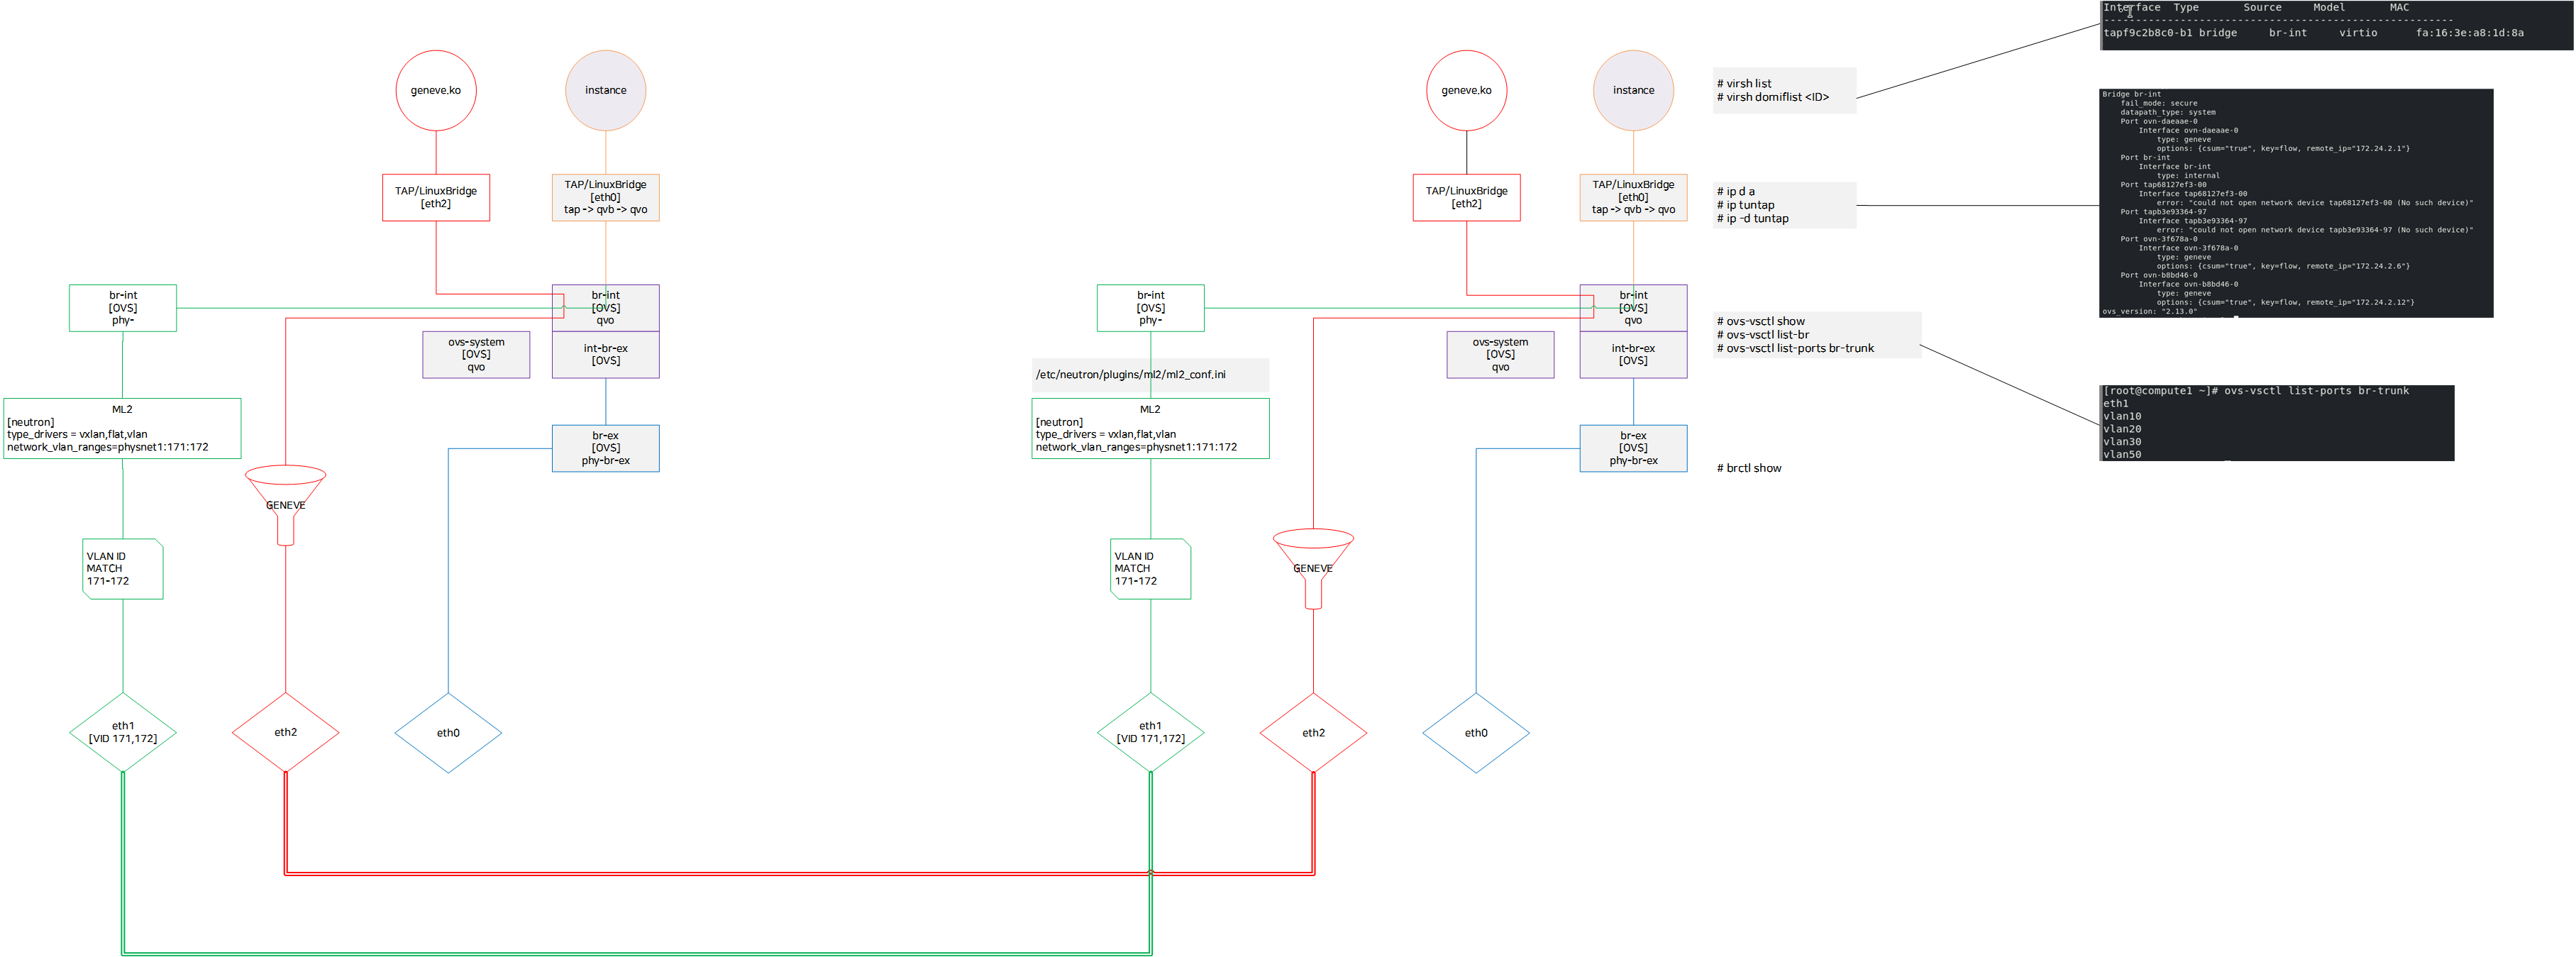 geneve.ko
instance
TAP/LinuxBridge
[eth2]
TAP/LinuxBridge
[eth0]
tap -> qvb -> qvo
br-int
[OVS]
phy-
br-int
[OVS]
qvo
ovs-system
[OVS]
qvo
int-br-ex
[OVS]
ML2
[neutron]
type_drivers = vxlan,flat,vlan
network_vlan_ranges=physnet1:171:172
br-ex
[OVS]
phy-br-ex
GENEVE
VLAN ID
MATCH
171-172
eth1
[VID 171,172]
eth2
eth0
geneve.ko
instance
TAP/LinuxBridge
[eth2]
TAP/LinuxBridge
[eth0]
tap -> qvb -> qvo
br-int
[OVS]
phy-
br-int
[OVS]
qvo
ovs-system
[OVS]
qvo
int-br-ex
[OVS]
/etc/neutron/plugins/ml2/ml2_conf.ini
ML2
[neutron]
type_drivers = vxlan,flat,vlan
network_vlan_ranges=physnet1:171:172
br-ex
[OVS]
phy-br-ex
GENEVE
VLAN ID
MATCH
171-172
eth1
[VID 171,172]
eth2
eth0
# virsh list
# virsh domiflist <ID>
# ip d a
# ip tuntap
# ip -d tuntap
# ovs-vsctl show
# ovs-vsctl list-br
# ovs-vsctl list-ports br-trunk
# brctl show
Interface Type Source Model MAC
-------------------------------------------------------
tapf9c2b8c0-b1 bridge br-int virtio fa:16:3e:a8:1d:8a
Bridge br-int
fail_mode: secure
datapath_type: system
Port ovn-daeaae-0
Interface ovn-daeaae-0
type: geneve
options: {csum="true", key=flow, remote_ip="172.24.2.1"}
Port br-int
Interface br-int
type: internal
Port tap68127ef3-00
Interface tap68127ef3-00
error: "could not open network device tap68127ef3-00 (No such device)"
Port tapb3e93364-97
Interface tapb3e93364-97
error: "could not open network device tapb3e93364-97 (No such device)"
Port ovn-3f678a-0
Interface ovn-3f678a-0
type: geneve
options: {csum="true", key=flow, remote_ip="172.24.2.6"}
Port ovn-b8bd46-0
Interface ovn-b8bd46-0
type: geneve
options: {csum="true", key=flow, remote_ip="172.24.2.12"}
ovs_version: "2.13.0"
[root@compute1 ~]# ovs-vsctl list-ports br-trunk
eth1
vlan10
vlan20
vlan30
vlan50